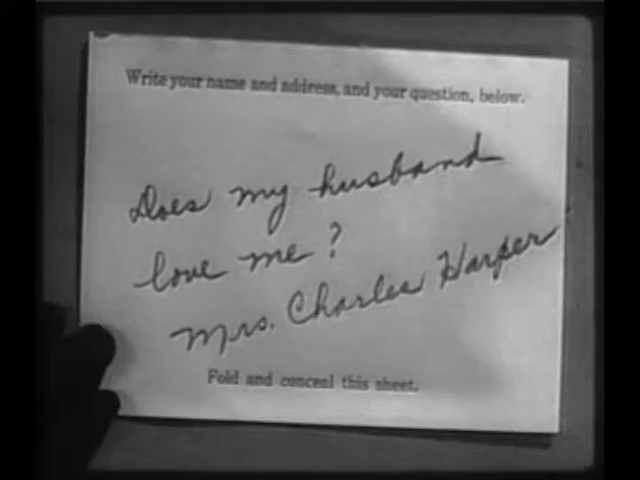 Write your name and address, and your question, below.
Does my husband
love me?
Mrs. Charles Harper
Fold and conceal this sheet.